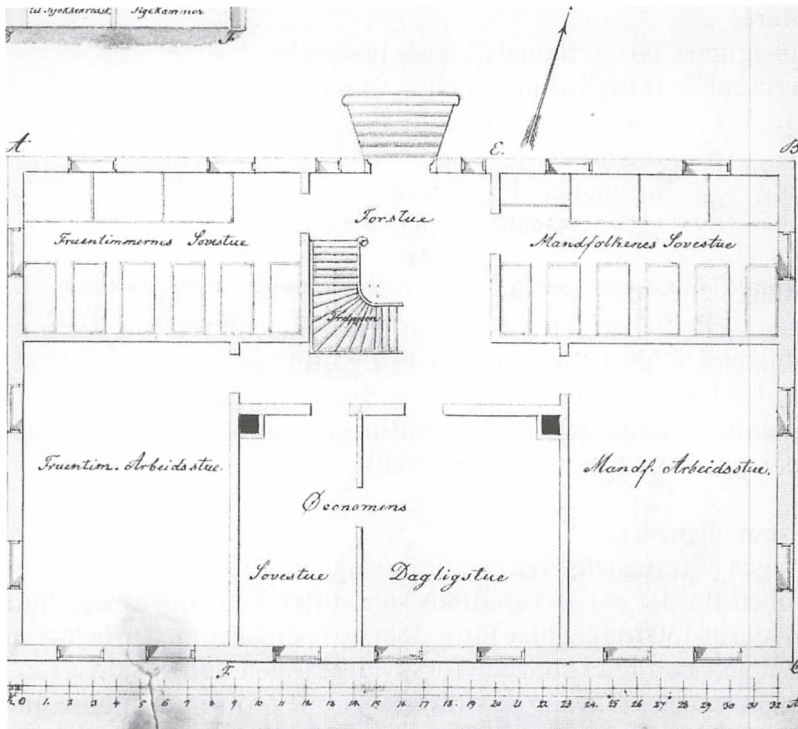 til Sygekammer
A.
E.
B
Forstue
Fruentimmernes Sovestue
Mandfolkenes Sovestue
Trappen
Fruentim. Arbeidsstue.
Mandf. Arbeidsstue.
Oeconomens
Sovestue
Dagligstue
F.
0 1. 2 3 4 5 6 7 8 9 10 11 12 13 14 15 16 17 18. 19 20 21 22 23 24 25 26 27 28 29 30 31 32 A